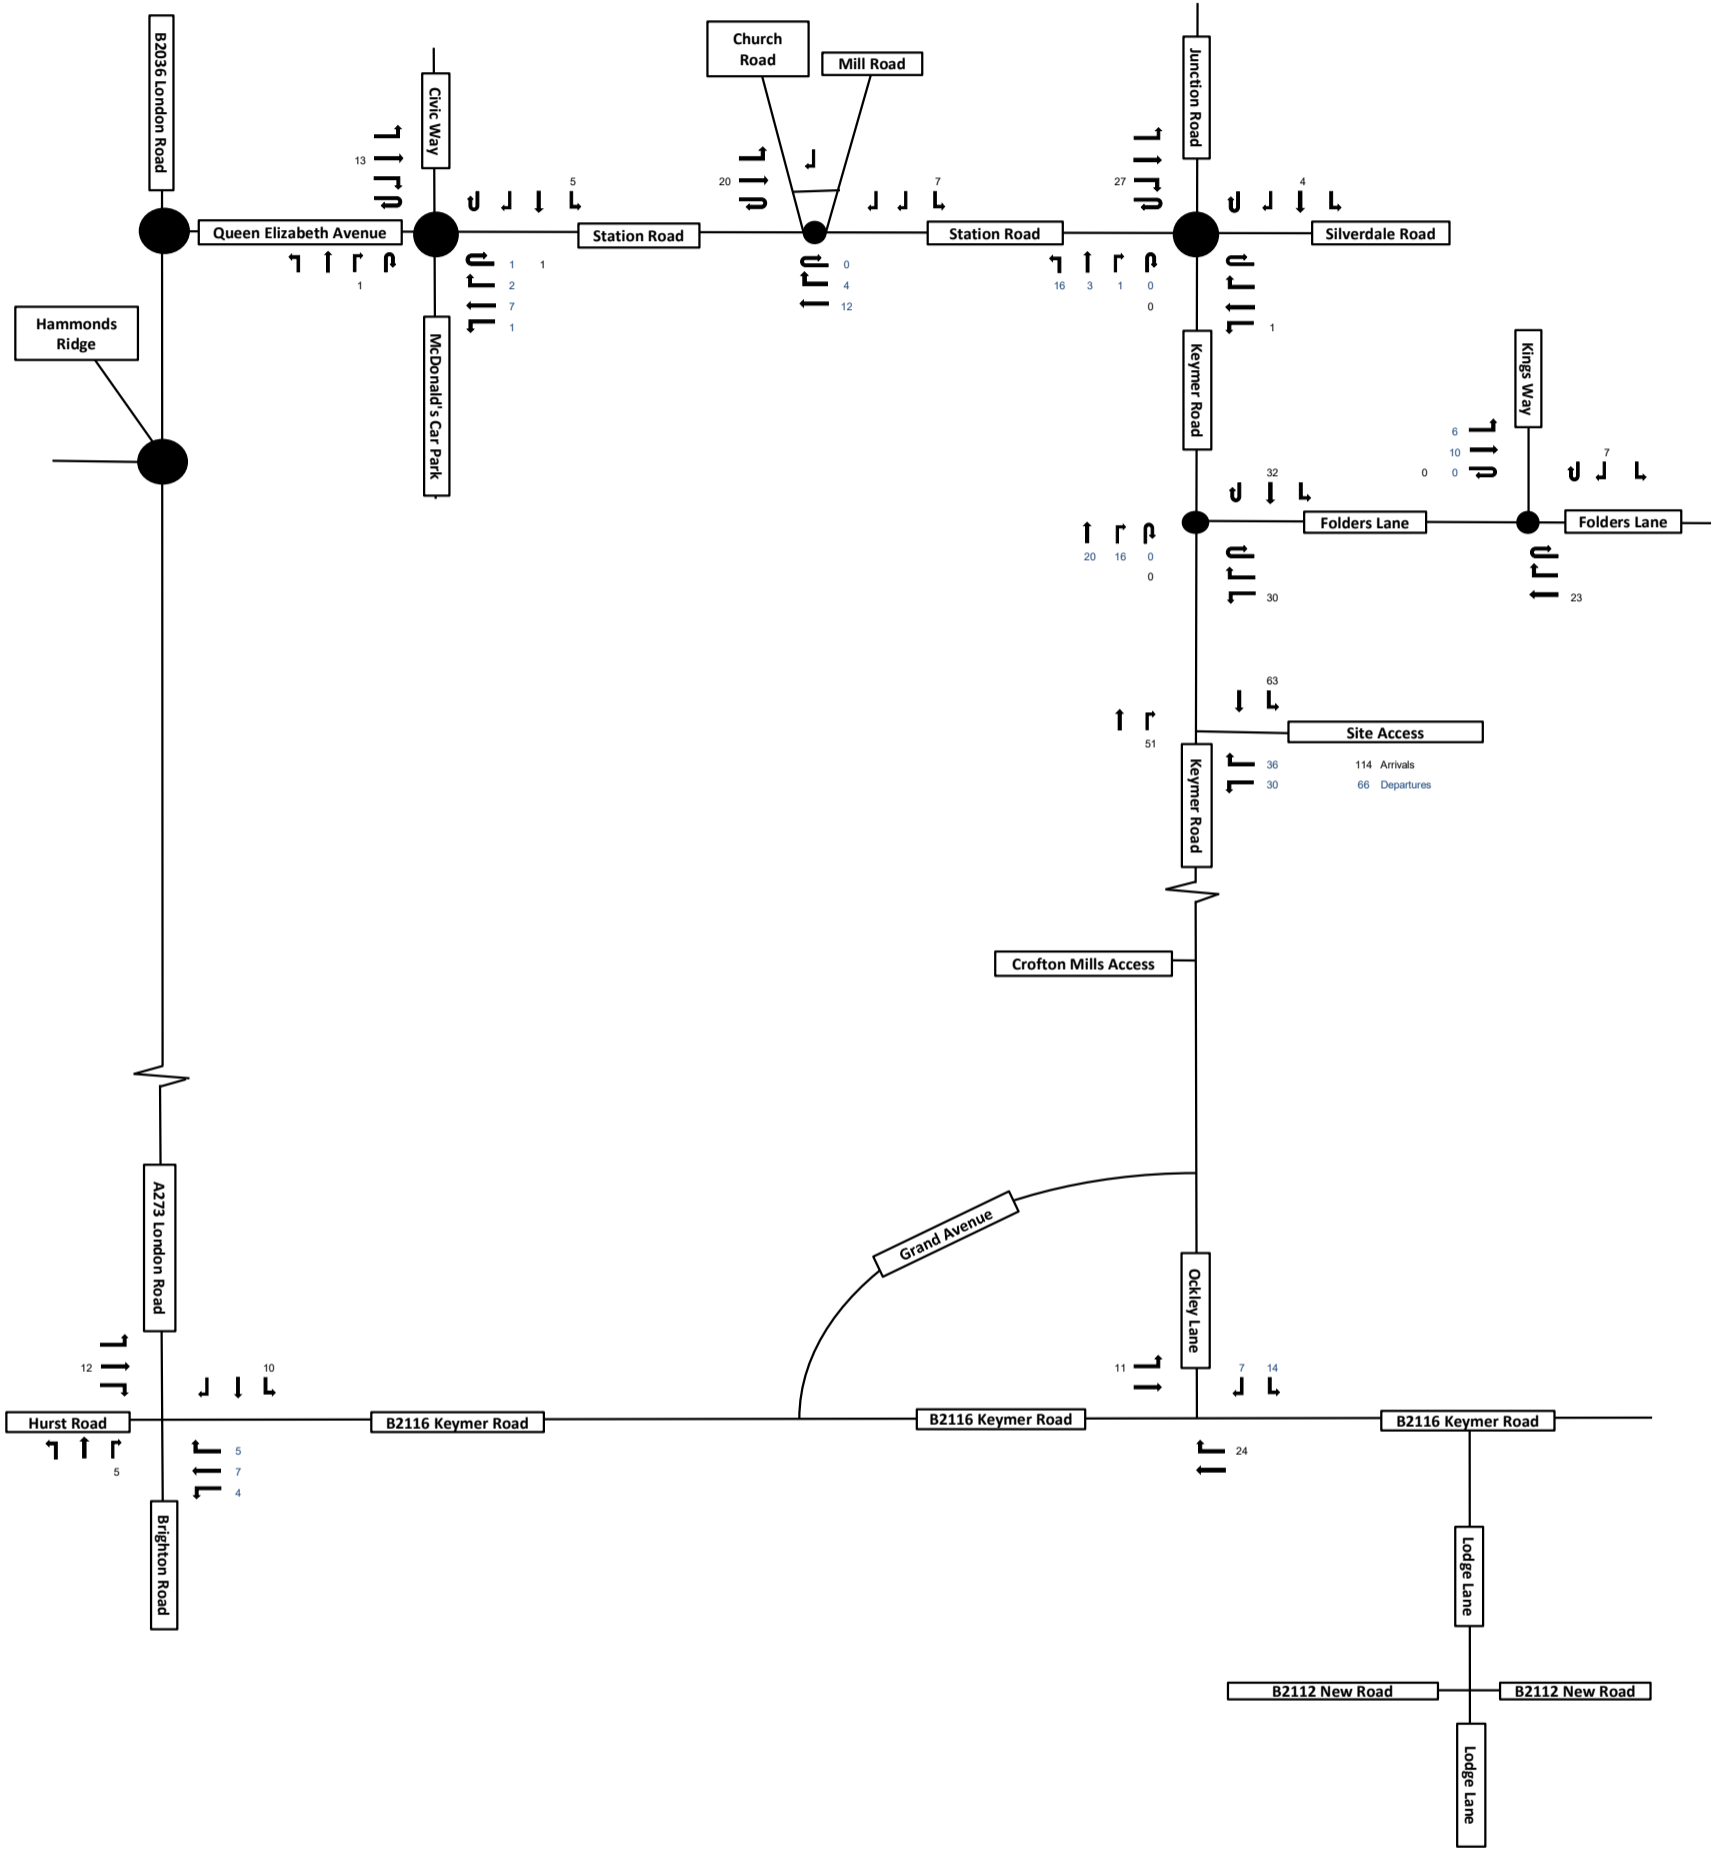 B2036 London Road
Civic Way
Church
Road
Mill Road
Junction Road
13
5
20
7
27
4
Queen Elizabeth Avenue
Station Road
Station Road
Silverdale Road
1
1 1
2
7
1
0
4
12
16 3 1 0
0
1
Hammonds
Ridge
McDonald's Car Park
Keymer Road
Kings Way
6
10
0 0
7
32
Folders Lane
Folders Lane
20 16 0
0
30
23
63
51
Site Access
36
30
114 Arrivals
66 Departures
Keymer Road
Crofton Mills Access
A273 London Road
Grand Avenue
Ockley Lane
12
10
11
7 14
Hurst Road
B2116 Keymer Road
B2116 Keymer Road
B2116 Keymer Road
5
5
7
4
24
Brighton Road
Lodge Lane
B2112 New Road
B2112 New Road
Lodge Lane